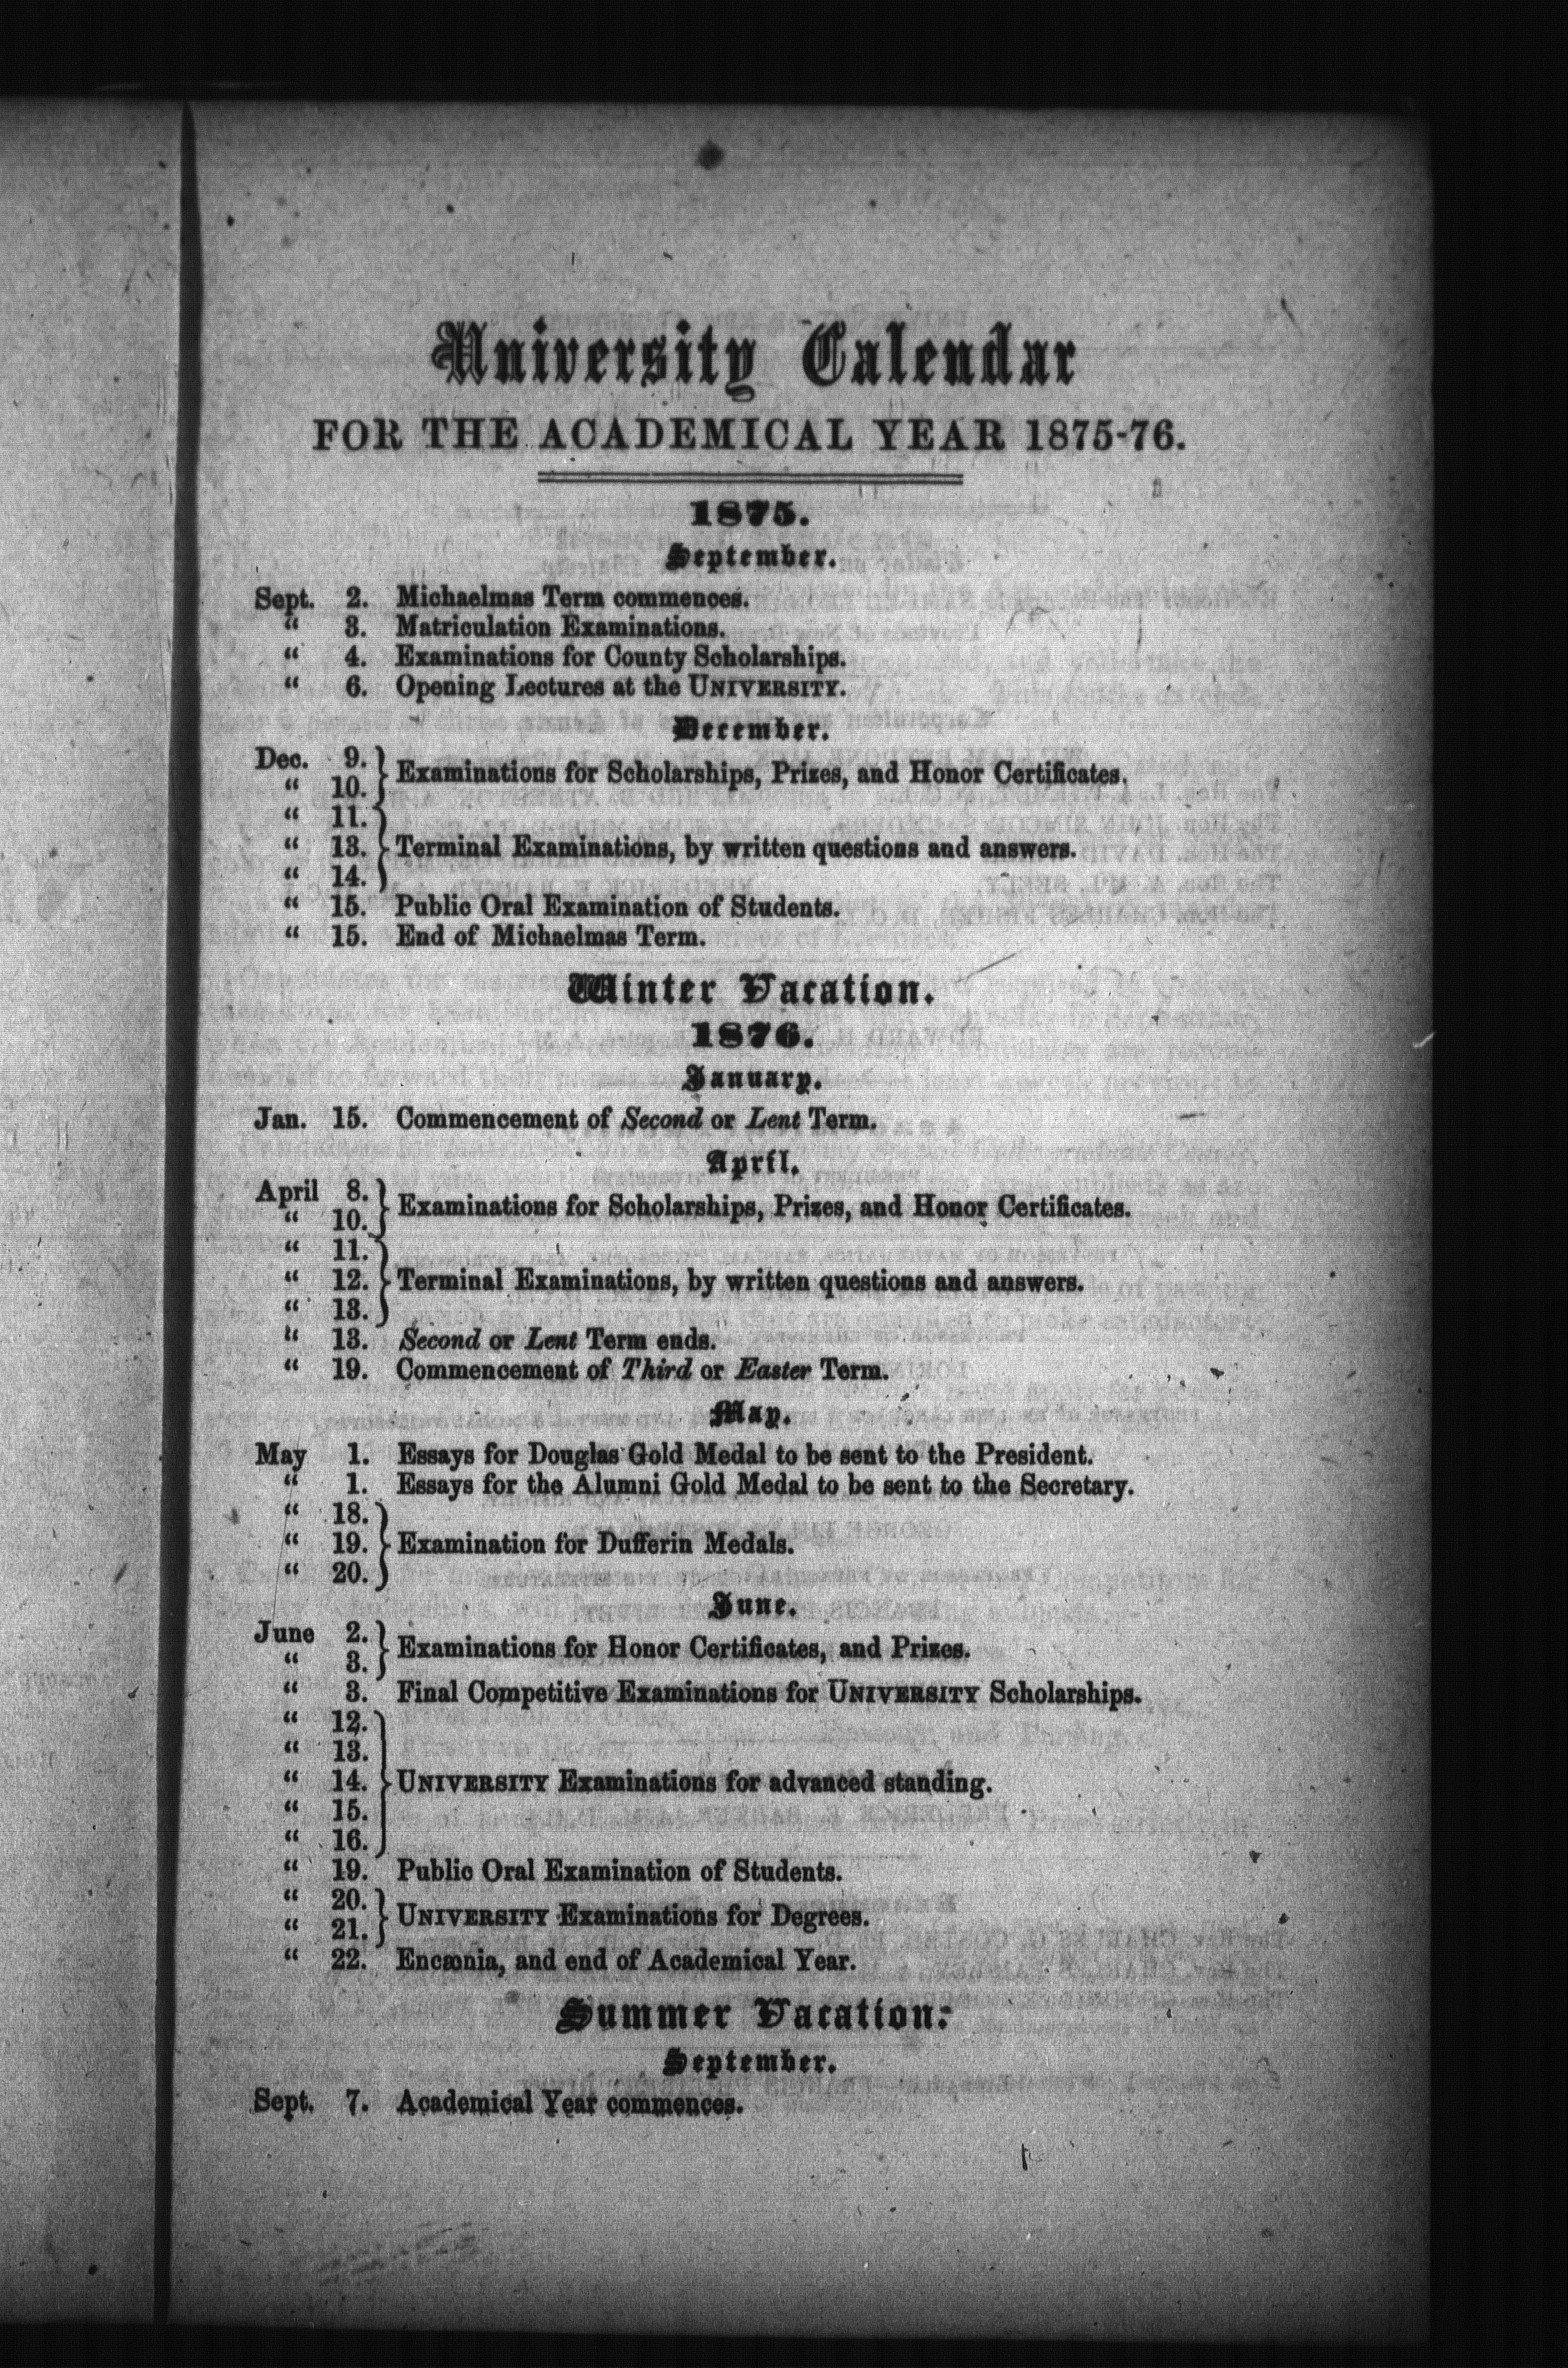 University Calendar
FOR THE ACADEMICAL YEAR 1875-76.
1875.
September.
Sept. 2. Michaelmas Term commences.
“ 3. Matriculation Examinations.
“ 4. Examinations for County Scholarships.
“ 6. Opening Lectures at the UNIVERSITY.
December.
Dec. 9.
“ 10. } Examinations for Scholarships, Prizes, and Honor Certificates.
“ 11.
“ 13. } Terminal Examinations, by written questions and answers.
“ 14.
“ 15. Public Oral Examination of Students.
“ 15. End of Michaelmas Term.
Winter Vacation.
1876.
January.
Jan. 15. Commencement of Second or Lent Term.
April.
April 8.
“ 10. } Examinations for Scholarships, Prizes, and Honor Certificates.
“ 11.
“ 12. } Terminal Examinations, by written questions and answers.
“ 13.
“ 13. Second or Lent Term ends.
“ 19. Commencement of Third or Easter Term.
May.
May 1. Essays for Douglas Gold Medal to be sent to the President.
“ 1. Essays for the Alumni Gold Medal to be sent to the Secretary.
“ 18.
“ 19. } Examination for Dufferin Medals.
“ 20.
June.
June 2.
“ 3. } Examinations for Honor Certificates, and Prizes.
“ 3. Final Competitive Examinations for UNIVERSITY Scholarships.
“ 12.
“ 13.
“ 14. } UNIVERSITY Examinations for advanced standing.
“ 15.
“ 16.
“ 19. Public Oral Examination of Students.
“ 20.
“ 21. } UNIVERSITY Examinations for Degrees.
“ 22. Encœnia, and end of Academical Year.
Summer Vacation.
September.
Sept. 7. Academical Year commences.